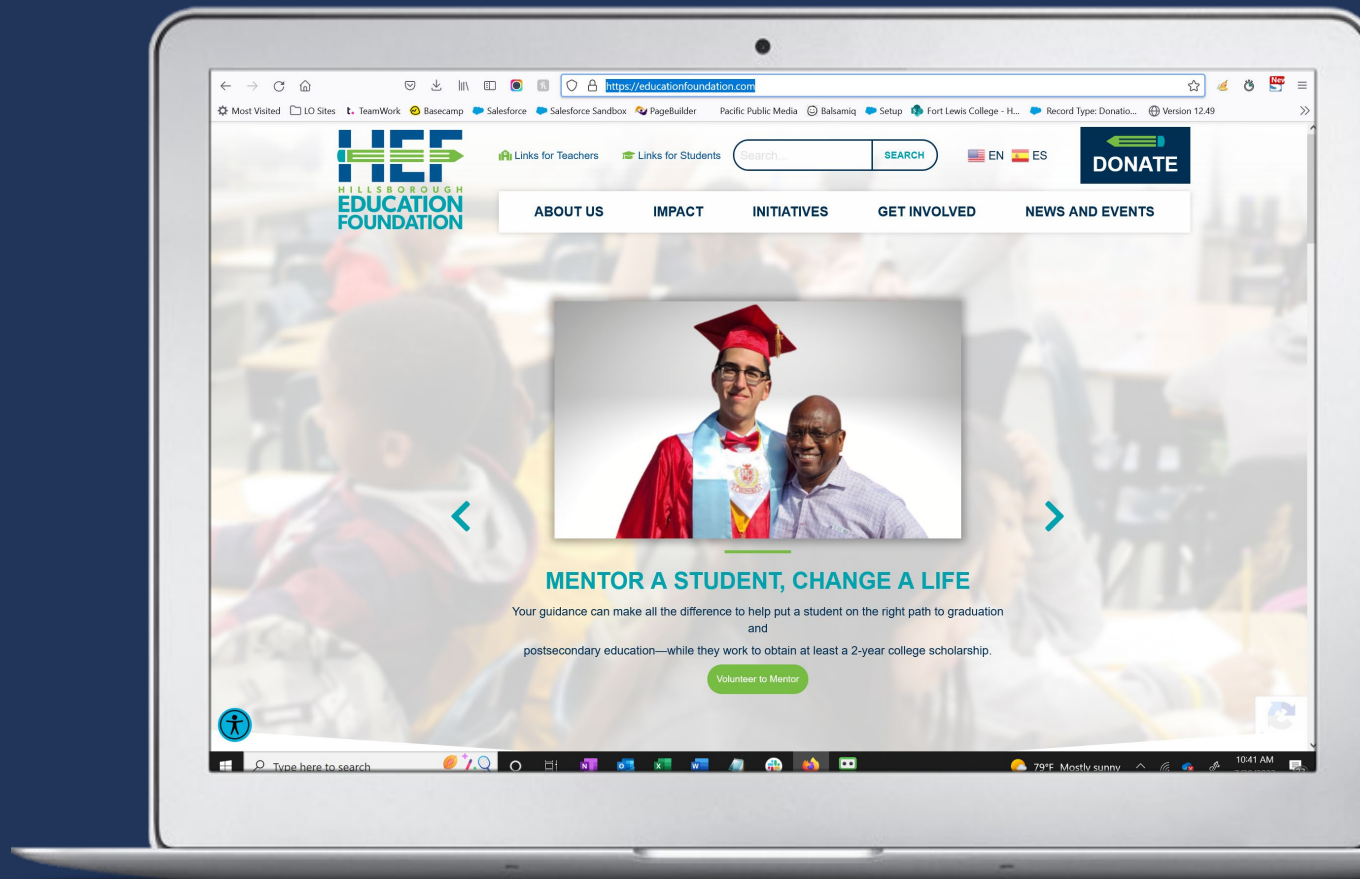 https://educationfoundation.com
Most Visited LO Sites TeamWork Basecamp Salesforce Salesforce Sandbox PageBuilder Pacific Public Media Balsamiq Setup Fort Lewis College - H... Record Type: Donatio... Version 12.49
New
HEF
HILLSBOROUGH
EDUCATION
FOUNDATION
Links for Teachers Links for Students Search... SEARCH EN ES DONATE
ABOUT US IMPACT INITIATIVES GET INVOLVED NEWS AND EVENTS
MENTOR A STUDENT, CHANGE A LIFE
Your guidance can make all the difference to help put a student on the right path to graduation
and
postsecondary education—while they work to obtain at least a 2-year college scholarship.
Volunteer to Mentor
Type here to search 79°F Mostly sunny 10:41 AM